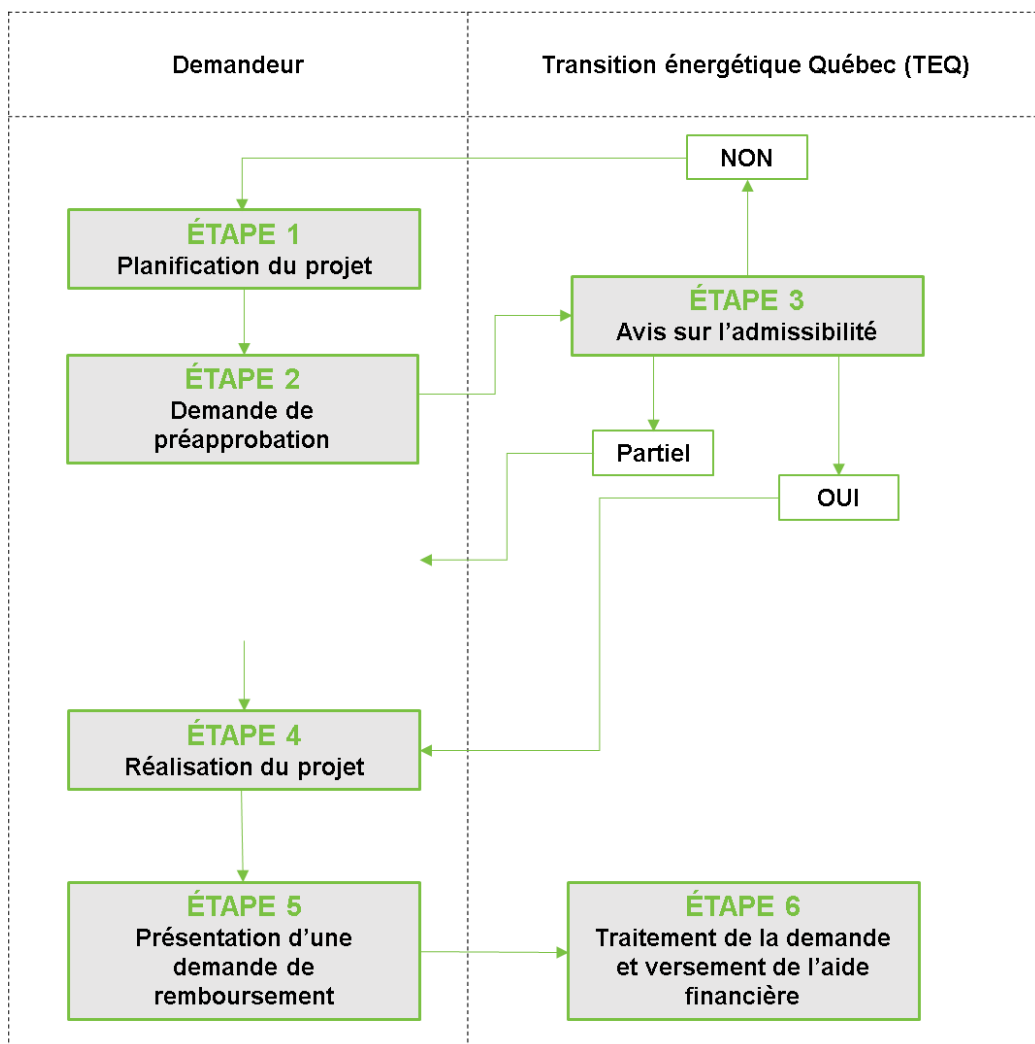 Demandeur
Transition énergétique Québec (TEQ)
NON
ÉTAPE 1
Planification du projet
ÉTAPE 3
Avis sur l’admissibilité
ÉTAPE 2
Demande de
préapprobation
Partiel
OUI
ÉTAPE 4
Réalisation du projet
ÉTAPE 5
Présentation d’une
demande de
remboursement
ÉTAPE 6
Traitement de la demande
et versement de l’aide
financière